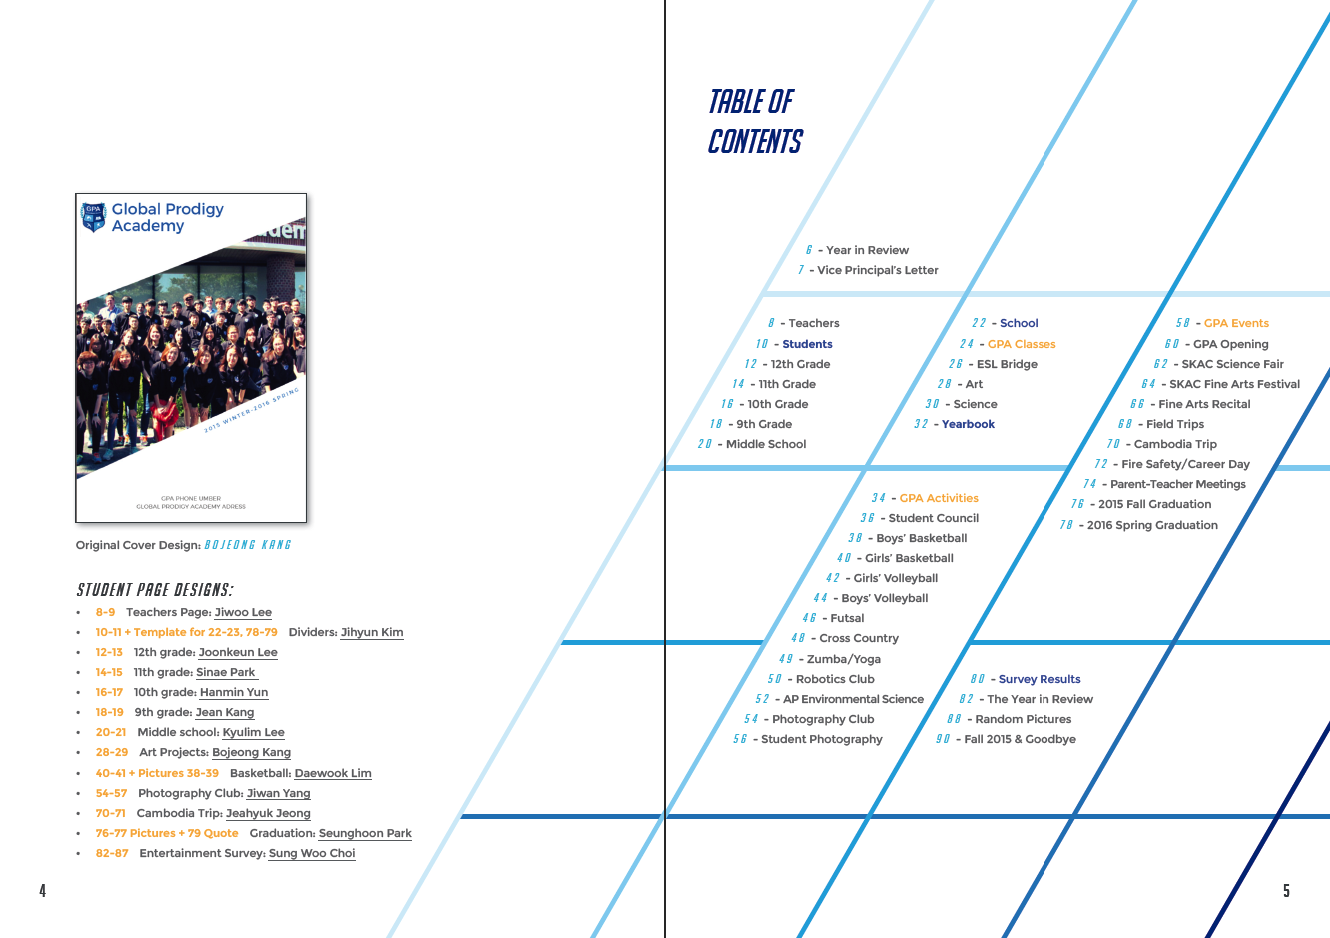 GPA
Global Prodigy
Academy
2015 WINTER-2016 SPRING
GPA PHONE UMBER
GLOBAL PRODIGY ACADEMY ADRESS
Original Cover Design: BOJEONG KANG
STUDENT PAGE DESIGNS:
• 8-9 Teachers Page: Jiwoo Lee
• 10-11 + Template for 22-23, 78-79 Dividers: Jihyun Kim
• 12-13 12th grade: Joonkeun Lee
• 14-15 11th grade: Sinae Park
• 16-17 10th grade: Hanmin Yun
• 18-19 9th grade: Jean Kang
• 20-21 Middle school: Kyulim Lee
• 28-29 Art Projects: Bojeong Kang
• 40-41 + Pictures 38-39 Basketball: Daewook Lim
• 54-57 Photography Club: Jiwan Yang
• 70-71 Cambodia Trip: Jeahyuk Jeong
• 76-77 Pictures + 79 Quote Graduation: Seunghoon Park
• 82-87 Entertainment Survey: Sung Woo Choi
4
TABLE OF
CONTENTS
6 - Year in Review
7 - Vice Principal's Letter
8 - Teachers
10 - Students
12 - 12th Grade
14 - 11th Grade
16 - 10th Grade
18 - 9th Grade
20 - Middle School
22 - School
24 - GPA Classes
26 - ESL Bridge
28 - Art
30 - Science
32 - Yearbook
34 - GPA Activities
36 - Student Council
38 - Boys' Basketball
40 - Girls' Basketball
42 - Girls' Volleyball
44 - Boys' Volleyball
46 - Futsal
48 - Cross Country
49 - Zumba/Yoga
50 - Robotics Club
52 - AP Environmental Science
54 - Photography Club
56 - Student Photography
58 - GPA Events
60 - GPA Opening
62 - SKAC Science Fair
64 - SKAC Fine Arts Festival
66 - Fine Arts Recital
68 - Field Trips
70 - Cambodia Trip
72 - Fire Safety/Career Day
74 - Parent-Teacher Meetings
76 - 2015 Fall Graduation
78 - 2016 Spring Graduation
80 - Survey Results
82 - The Year in Review
88 - Random Pictures
90 - Fall 2015 & Goodbye
5